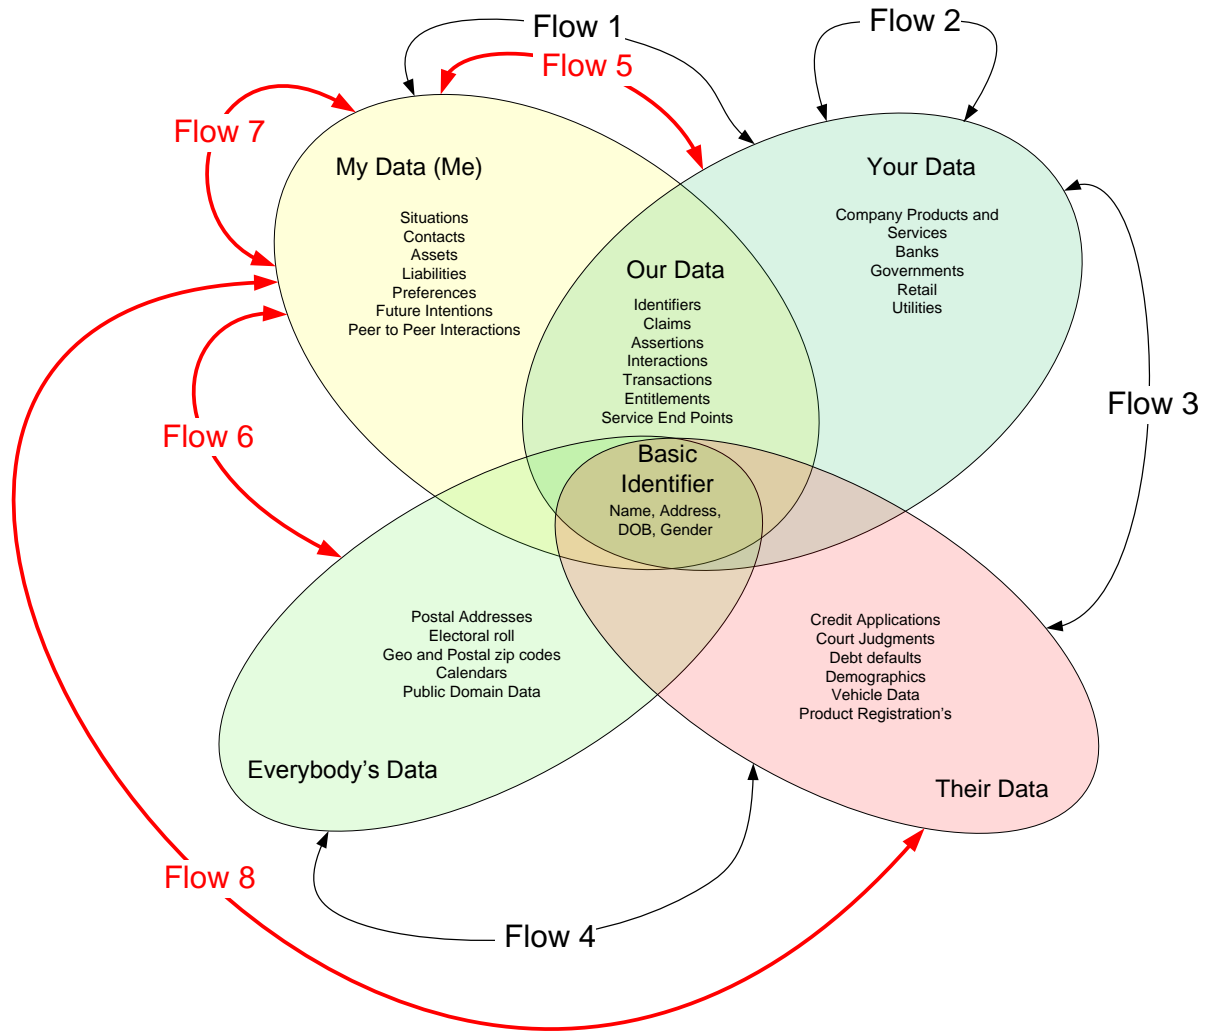 Flow 1
Flow 2
Flow 5
Flow 7
My Data (Me)
Situations
Contacts
Assets
Liabilities
Preferences
Future Intentions
Peer to Peer Interactions
Your Data
Company Products and
Services
Banks
Governments
Retail
Utilities
Our Data
Identifiers
Claims
Assertions
Interactions
Transactions
Entitlements
Service End Points
Flow 3
Flow 6
Basic
Identifier
Name, Address,
DOB, Gender
Postal Addresses
Electoral roll
Geo and Postal zip codes
Calendars
Public Domain Data
Everybody’s Data
Credit Applications
Court Judgments
Debt defaults
Demographics
Vehicle Data
Product Registration’s
Their Data
Flow 8
Flow 4